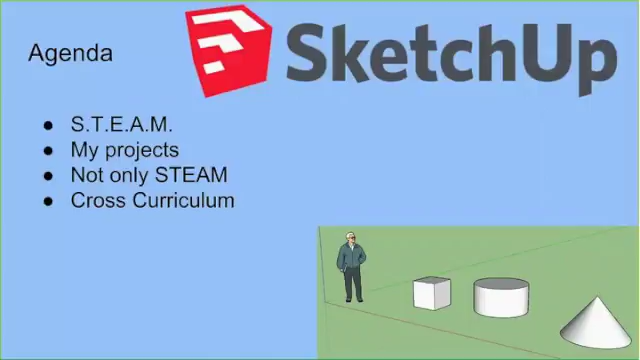 Agenda
SketchUp
S.T.E.A.M.
My projects
Not only STEAM
Cross Curriculum